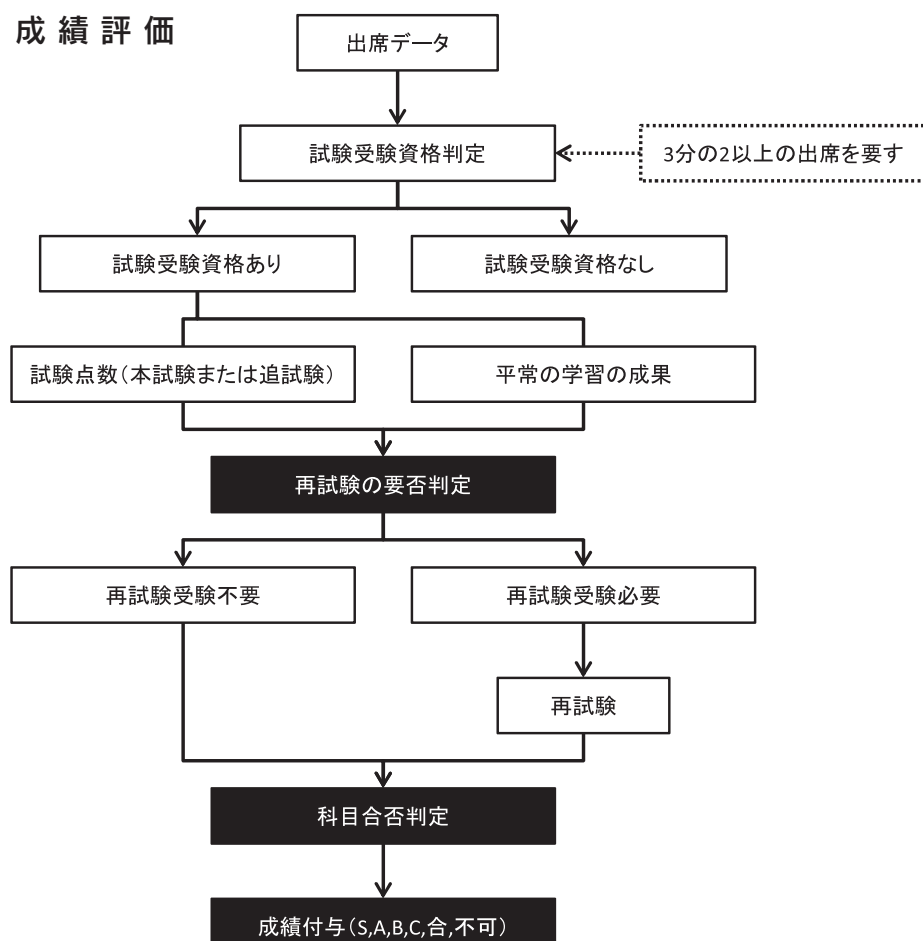 成績評価
出席データ
試験受験資格判定
3分の2以上の出席を要す
試験受験資格あり
試験受験資格なし
試験点数(本試験または追試験)
平常の学習の成果
再試験の要否判定
再試験受験不要
再試験受験必要
再試験
科目合否判定
成績付与(S,A,B,C,合,不可)